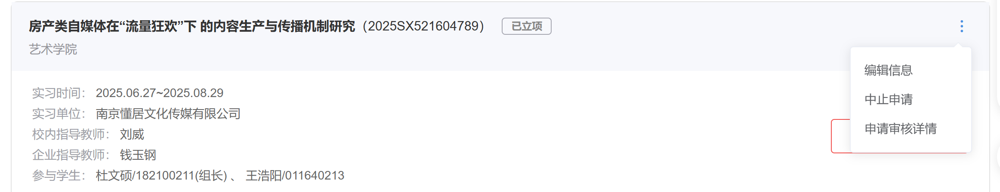 房产类自媒体在“流量狂欢”下 的内容生产与传播机制研究（2025SX521604789） 已立项
艺术学院
编辑信息
中止申请
申请审核详情
实习时间： 2025.06.27~2025.08.29
实习单位： 南京懂居文化传媒有限公司
校内指导教师： 刘威
企业指导教师： 钱玉钢
参与学生： 杜文硕/182100211(组长) 、 王浩阳/011640213